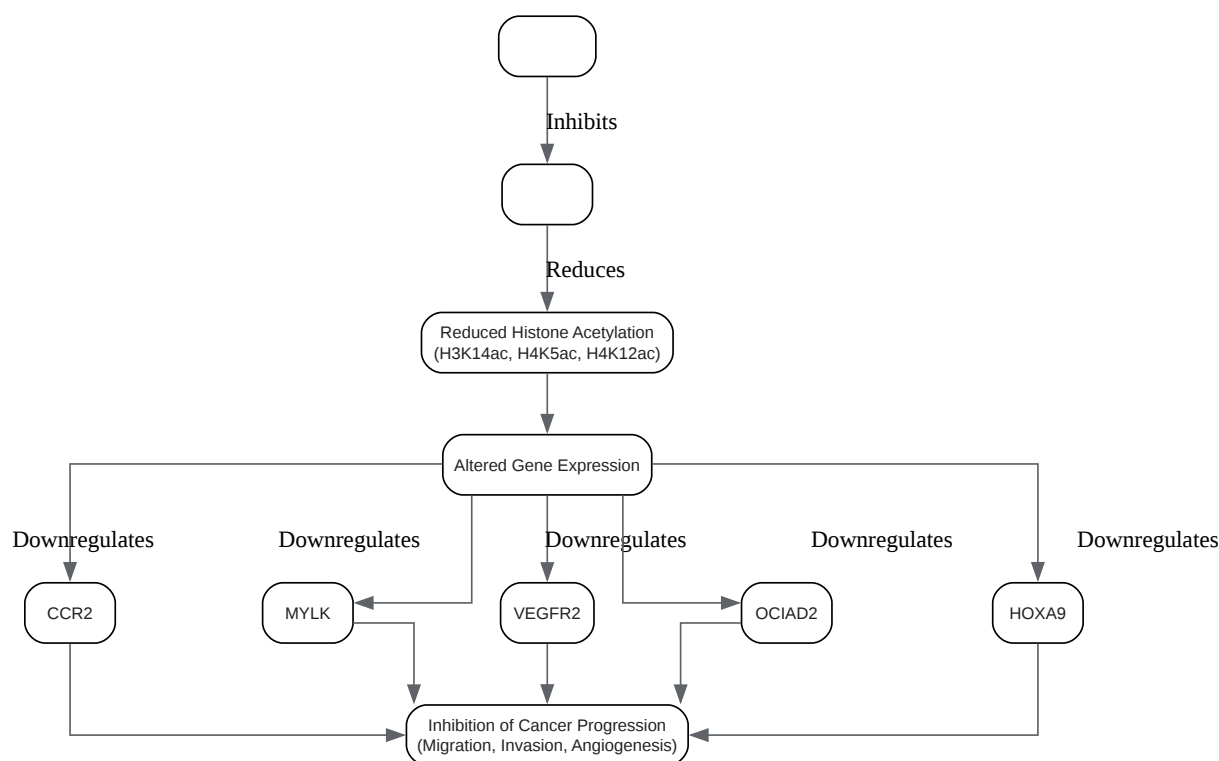 Inhibits
Reduces
Reduced Histone Acetylation
(H3K14ac, H4K5ac, H4K12ac)
Altered Gene Expression
Downregulates
Downregulates
Downregulates
Downregulates
Downregulates
CCR2
MYLK
VEGFR2
OCIAD2
HOXA9
Inhibition of Cancer Progression
(Migration, Invasion, Angiogenesis)